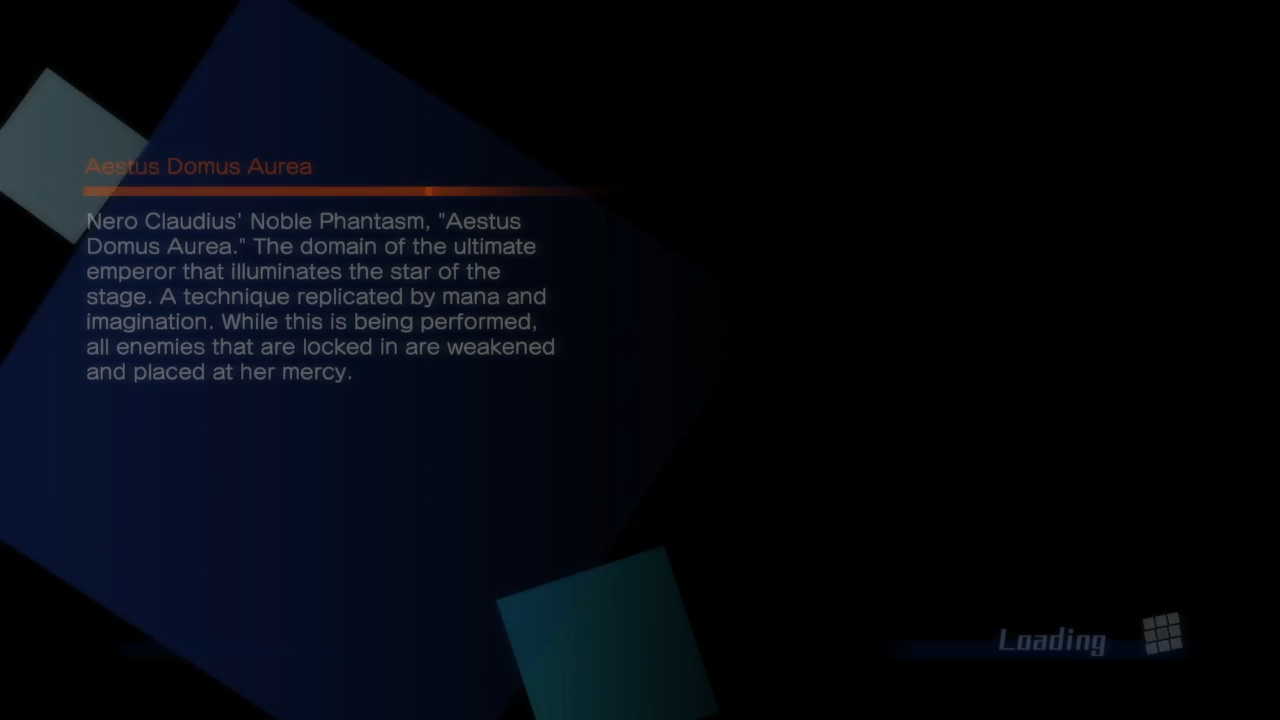 Aestus Domus Aurea
Nero Claudius' Noble Phantasm, "Aestus
Domus Aurea." The domain of the ultimate
emperor that illuminates the star of the
stage. A technique replicated by mana and
imagination. While this is being performed,
all enemies that are locked in are weakened
and placed at her mercy.
Loading